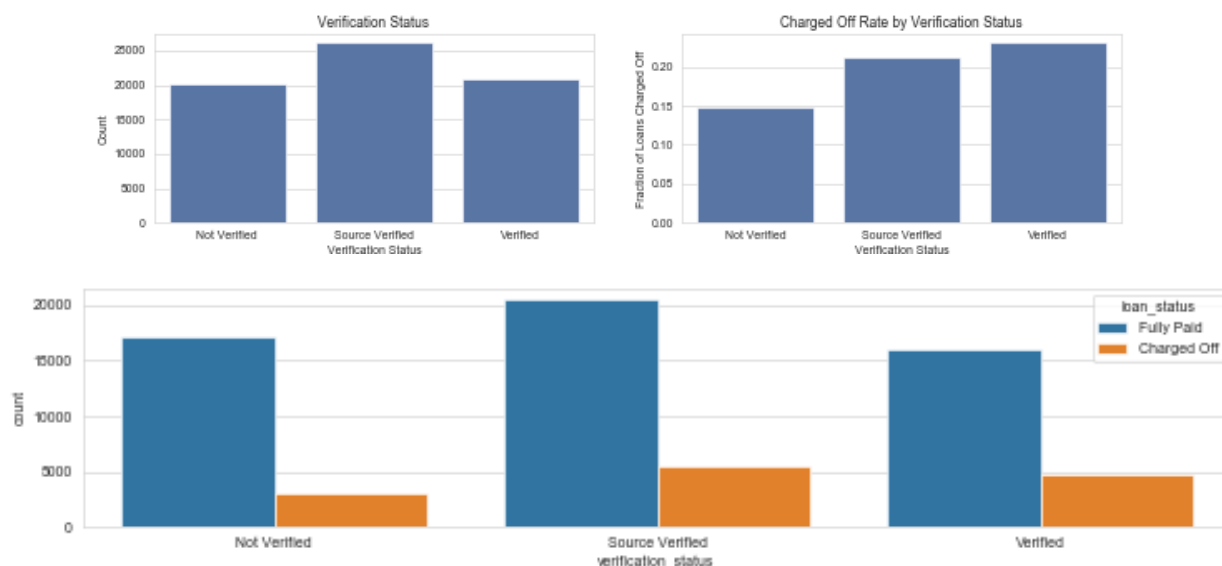 Verification Status
Count
25000
20000
15000
10000
5000
0
Not Verified Source Verified Verified
Verification Status
Charged Off Rate by Verification Status
Fraction of Loans Charged Off
0.20
0.15
0.10
0.05
0.00
Not Verified Source Verified Verified
Verification Status
count
20000
15000
10000
5000
0
loan_status
Fully Paid
Charged Off
Not Verified Source Verified Verified
verification_status